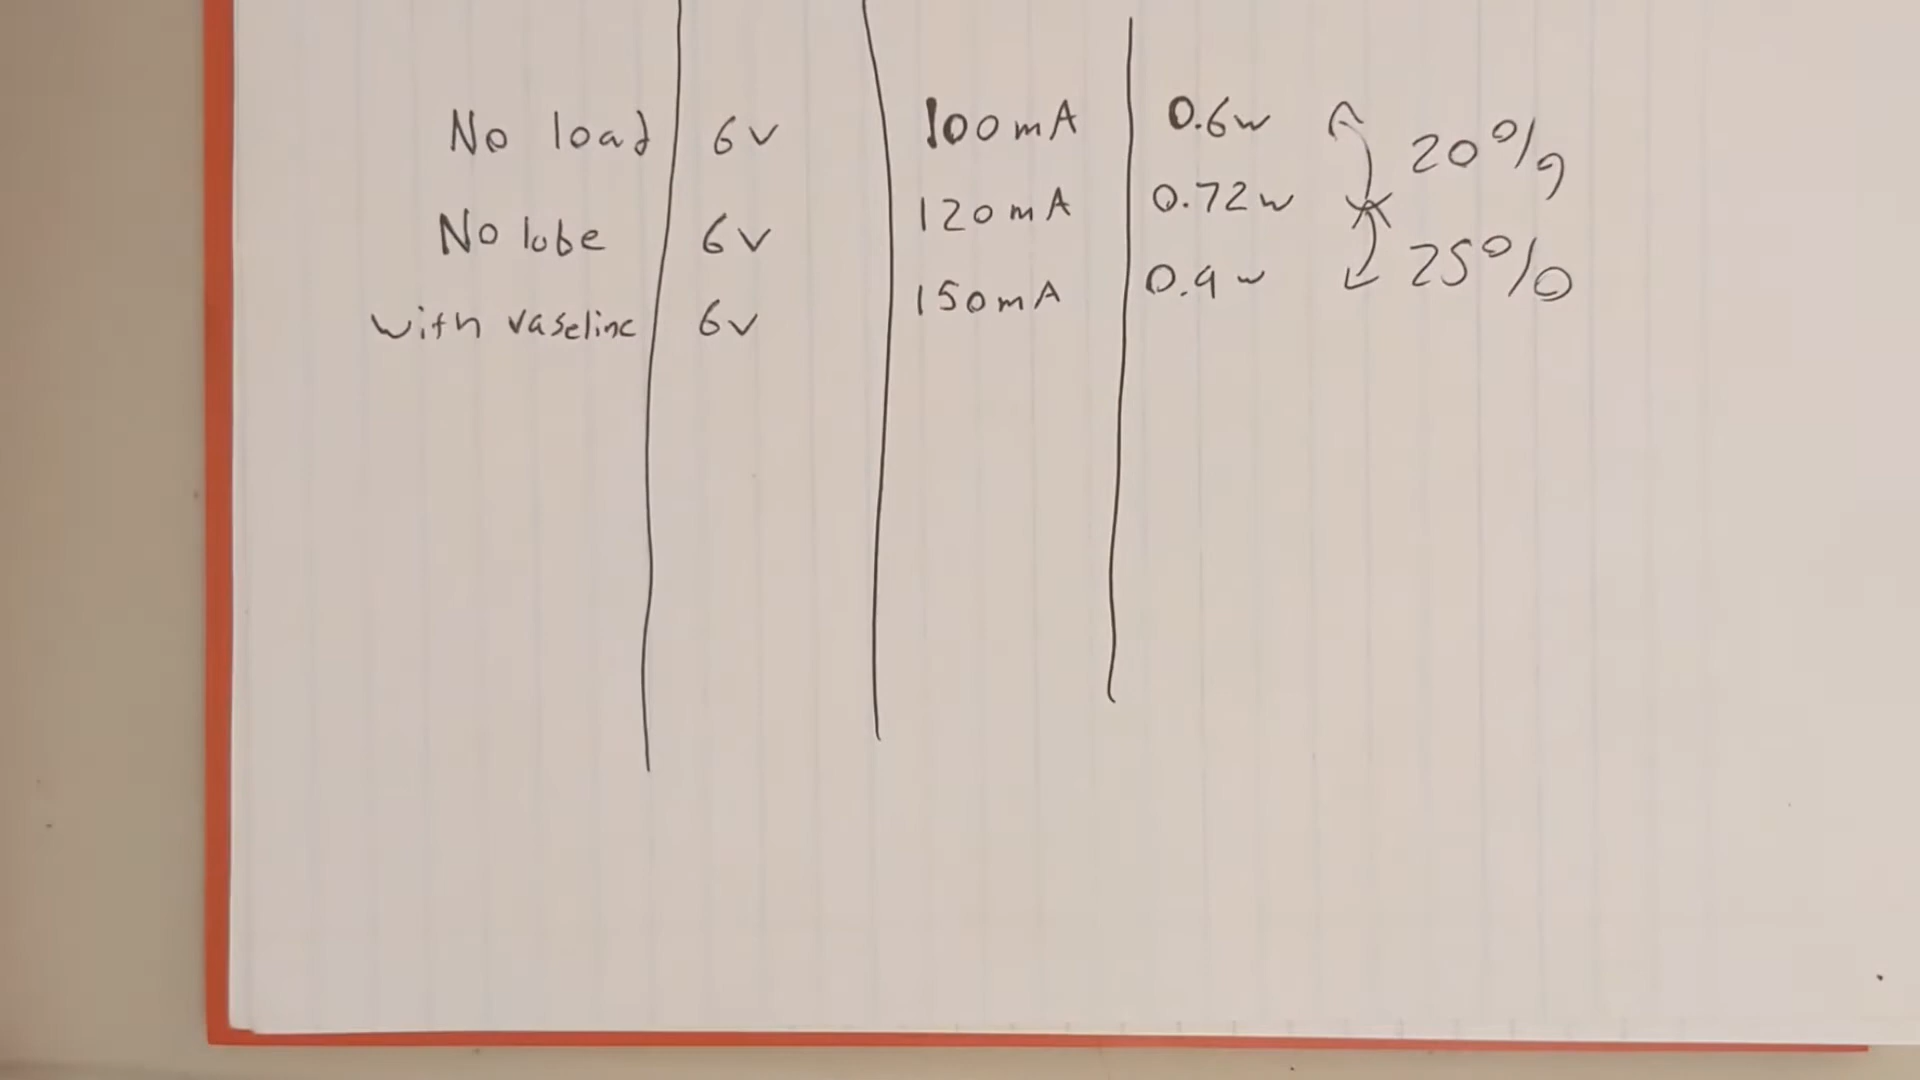 No load 6v 100mA 0.6w 20%
No lube 6v 120mA 0.72w
with vaseline 6v 150mA 0.9w 25%